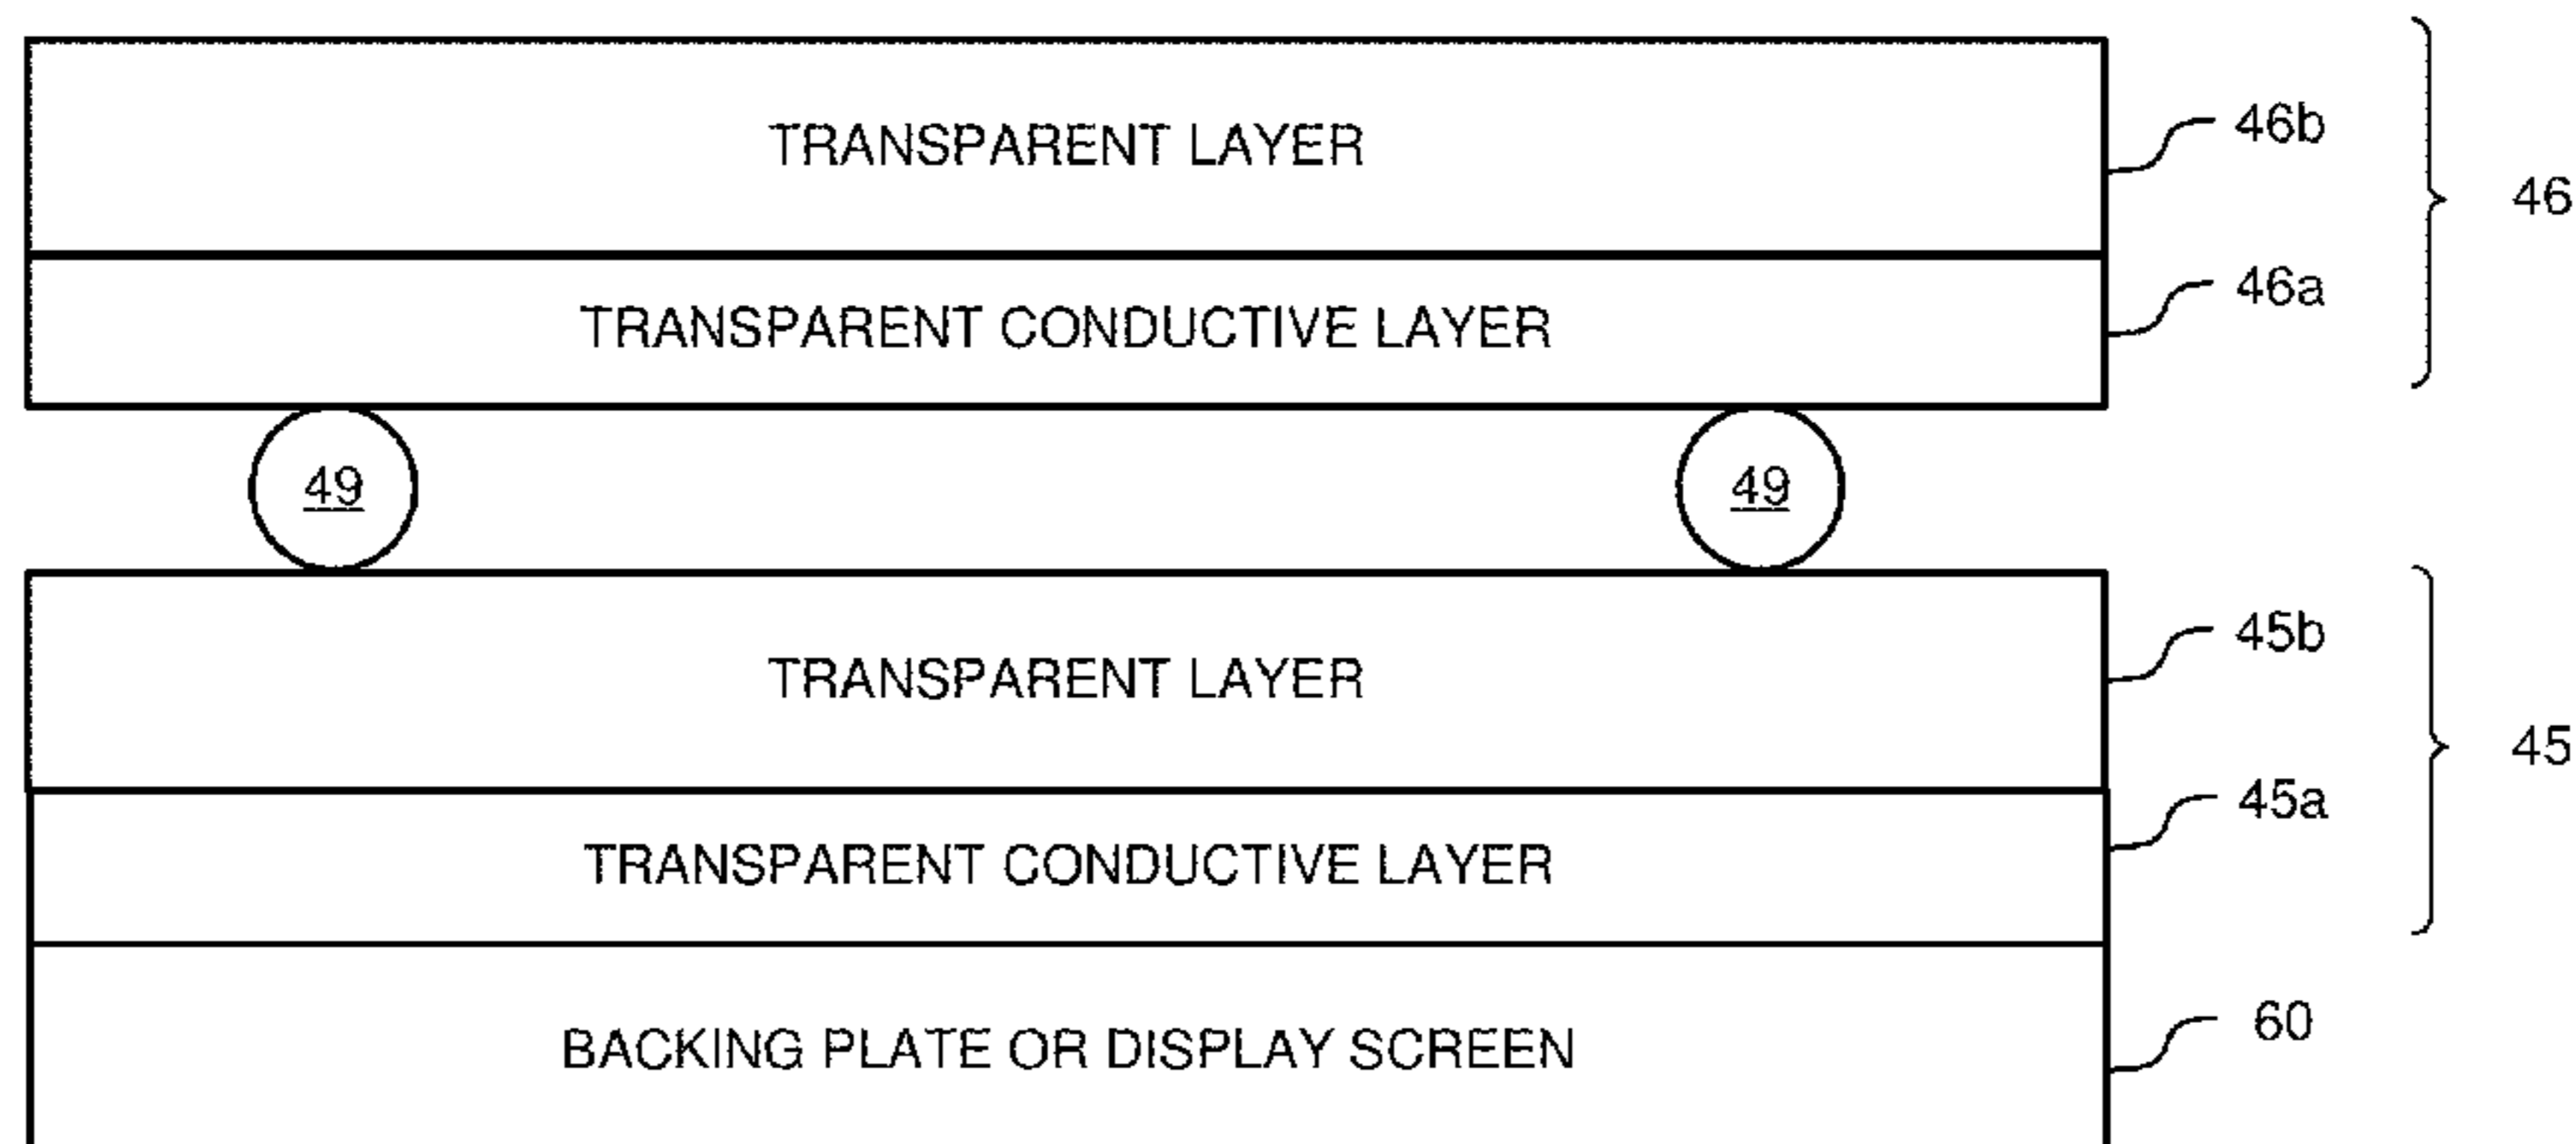 TRANSPARENT LAYER
46b
46
TRANSPARENT CONDUCTIVE LAYER
46a
49
49
TRANSPARENT LAYER
45b
45
TRANSPARENT CONDUCTIVE LAYER
45a
BACKING PLATE OR DISPLAY SCREEN
60